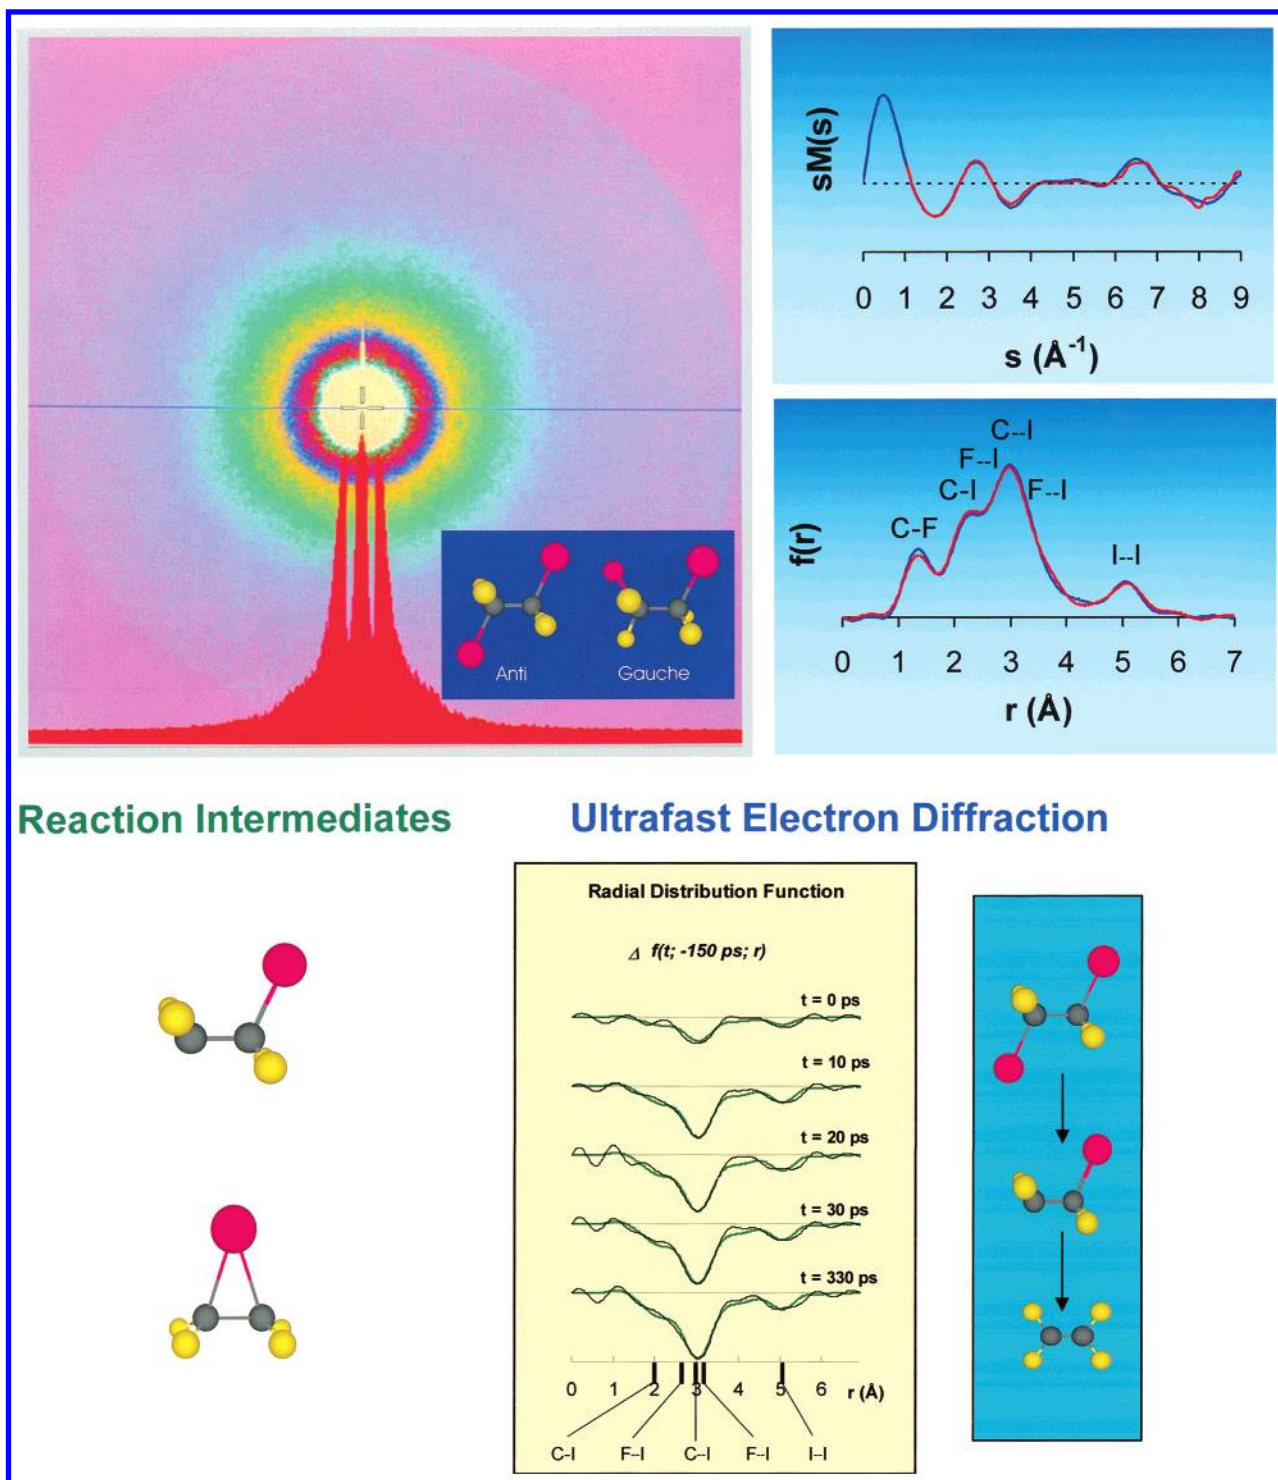 Anti
Gauche
sM(s)
0 1 2 3 4 5 6 7 8 9
s (Å⁻¹)
C--I
F--I
C-I
F--I
C-F
I--I
f(r)
0 1 2 3 4 5 6 7
r (Å)
Reaction Intermediates
Ultrafast Electron Diffraction
Radial Distribution Function
Δ f(t; -150 ps; r)
t = 0 ps
t = 10 ps
t = 20 ps
t = 30 ps
t = 330 ps
0 1 2 3 4 5 6 r (Å)
C-I F--I C--I F--I I--I